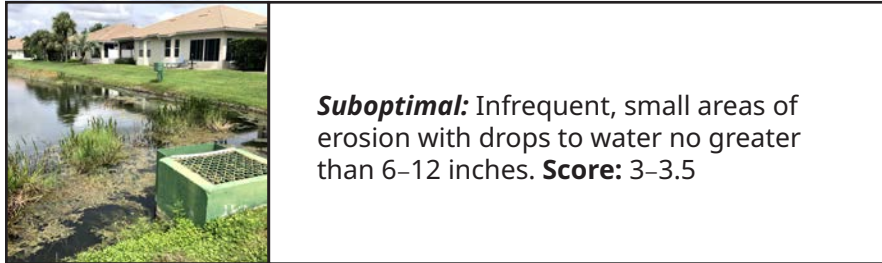 Suboptimal: Infrequent, small areas of
erosion with drops to water no greater
than 6–12 inches. Score: 3–3.5